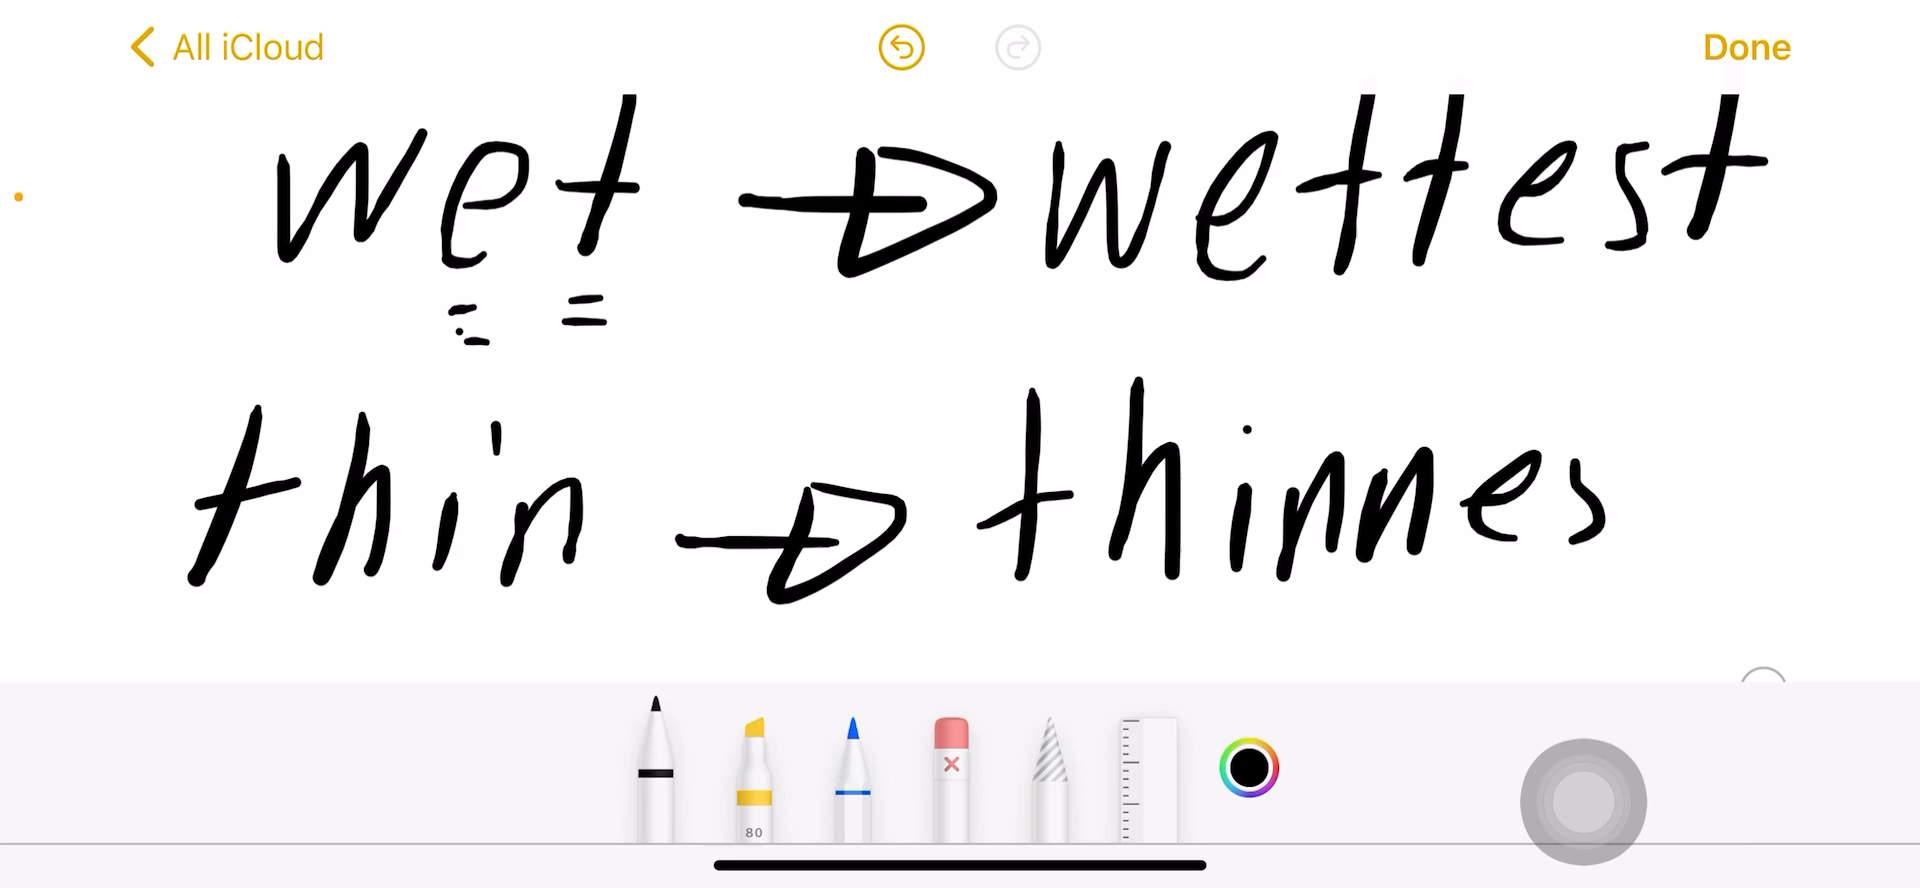 All iCloud Done
wet → wettest
thin → thinnes
80